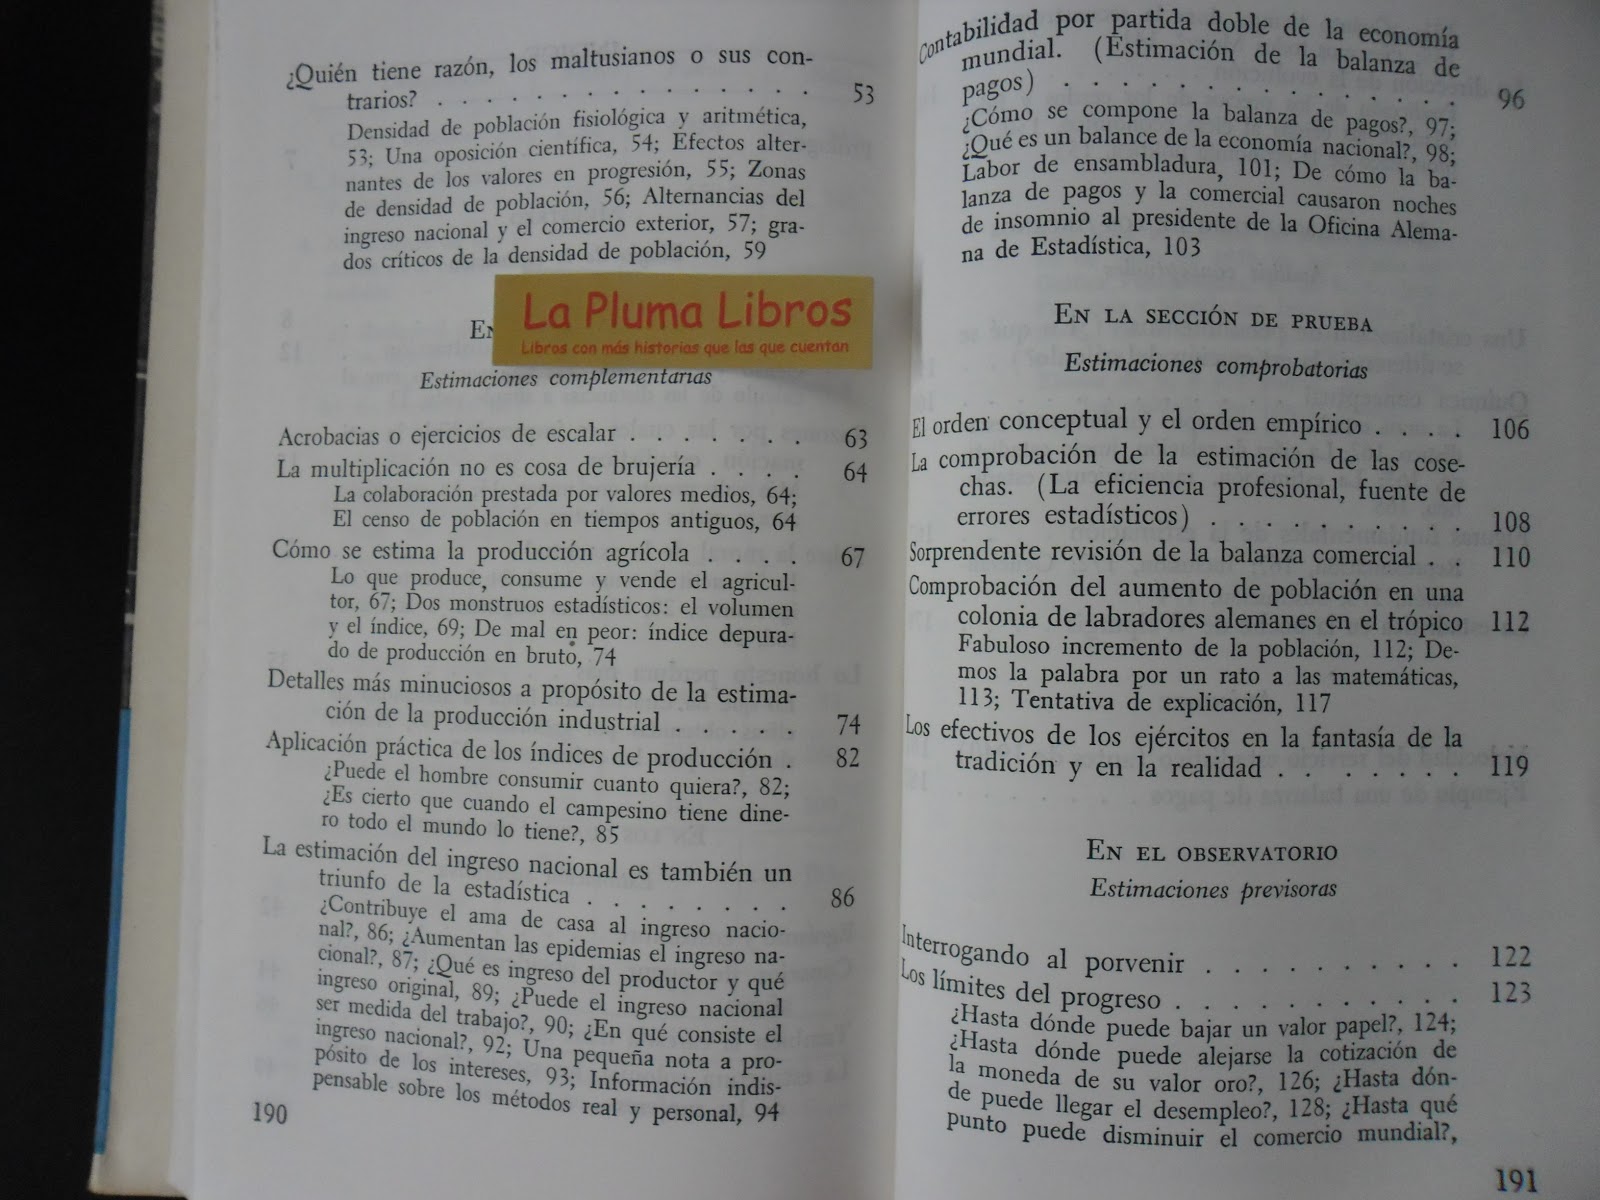 ¿Quién tiene razón, los maltusianos o sus con-
trarios? . . . . . . . . . . . . . . . 53
Densidad de población fisiológica y aritmética,
53; Una oposición científica, 54; Efectos alter-
nantes de los valores en progresión, 55; Zonas
de densidad de población, 56; Alternancias del
ingreso nacional y el comercio exterior, 57; gra-
dos críticos de la densidad de población, 59
La Pluma Libros
Libros con más historias que las que cuentan
Estimaciones complementarias
Acrobacias o ejercicios de escalar . . . . . . . 63
La multiplicación no es cosa de brujería . . . . 64
La colaboración prestada por valores medios, 64;
El censo de población en tiempos antiguos, 64
Cómo se estima la producción agrícola . . . . 67
Lo que produce, consume y vende el agricul-
tor, 67; Dos monstruos estadísticos: el volumen
y el índice, 69; De mal en peor: índice depura-
do de producción en bruto, 74
Detalles más minuciosos a propósito de la estima-
ción de la producción industrial . . . . . 74
Aplicación práctica de los índices de producción . 82
¿Puede el hombre consumir cuanto quiera?, 82;
¿Es cierto que cuando el campesino tiene dine-
ro todo el mundo lo tiene?, 85
La estimación del ingreso nacional es también un
triunfo de la estadística . . . . . . . . 86
¿Contribuye el ama de casa al ingreso nacio-
nal?, 86; ¿Aumentan las epidemias el ingreso na-
cional?, 87; ¿Qué es ingreso del productor y qué
ingreso original, 89; ¿Puede el ingreso nacional
ser medida del trabajo?, 90; ¿En qué consiste el
ingreso nacional?, 92; Una pequeña nota a pro-
pósito de los intereses, 93; Información indis-
pensable sobre los métodos real y personal, 94
190
Contabilidad por partida doble de la economía
mundial. (Estimación de la balanza de
pagos) . . . . . . . . . . . . . . . 96
¿Cómo se compone la balanza de pagos?, 97;
¿Qué es un balance de la economía nacional?, 98;
Labor de ensambladura, 101; De cómo la ba-
lanza de pagos y la comercial causaron noches
de insomnio al presidente de la Oficina Alema-
na de Estadística, 103
En la sección de prueba
Estimaciones comprobatorias
El orden conceptual y el orden empírico . . . . 106
La comprobación de la estimación de las cose-
chas. (La eficiencia profesional, fuente de
errores estadísticos) . . . . . . . . . . 108
Sorprendente revisión de la balanza comercial . . 110
Comprobación del aumento de población en una
colonia de labradores alemanes en el trópico 112
Fabuloso incremento de la población, 112; De-
mos la palabra por un rato a las matemáticas,
113; Tentativa de explicación, 117
Los efectivos de los ejércitos en la fantasía de la
tradición y en la realidad . . . . . . . 119
En el observatorio
Estimaciones previsoras
Interrogando al porvenir . . . . . . . . . . 122
Los límites del progreso . . . . . . . . . . . 123
¿Hasta dónde puede bajar un valor papel?, 124;
¿Hasta dónde puede alejarse la cotización de
la moneda de su valor oro?, 126; ¿Hasta dón-
de puede llegar el desempleo?, 128; ¿Hasta qué
punto puede disminuir el comercio mundial?,
191